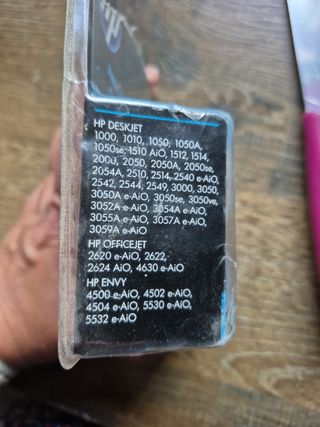 HP DESKJET
1000, 1010, 1050, 1050A,
1050se, 1510 AiO, 1512, 1514,
2000, 2050, 2050A, 2050se,
2054A, 2510, 2514, 2540 e-AiO,
2542, 2544, 2549, 3000, 3050,
3050A e-AiO, 3050se, 3050ve,
3052A e-AiO, 3054A e-AiO,
3055A e-AiO, 3057A e-AiO,
3059A e-AiO
HP OFFICEJET
2620 e-AiO, 2622,
2624 AiO, 4630 e-AiO
HP ENVY
4500 e-AiO, 4502 e-AiO,
4504 e-AiO, 5530 e-AiO,
5532 e-AiO